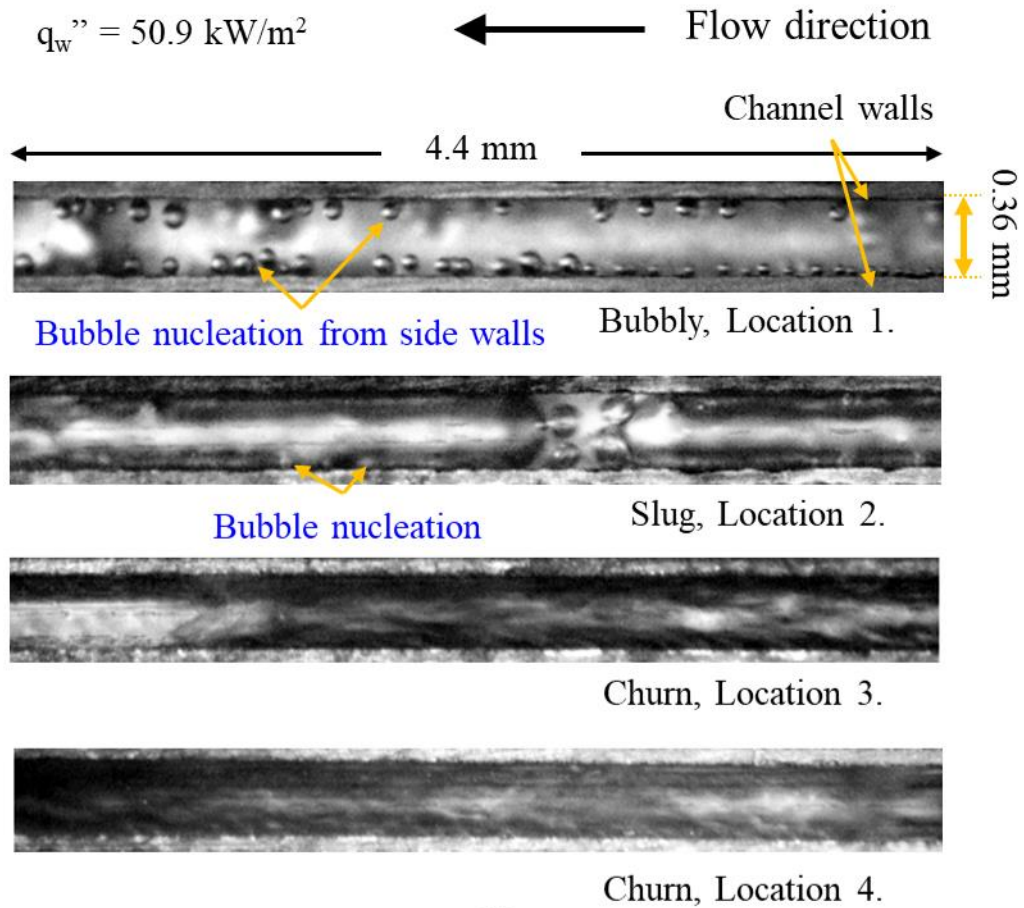 q_w” = 50.9 kW/m²
Flow direction
Channel walls
4.4 mm
0.36 mm
Bubble nucleation from side walls
Bubbly, Location 1.
Bubble nucleation
Slug, Location 2.
Churn, Location 3.
Churn, Location 4.